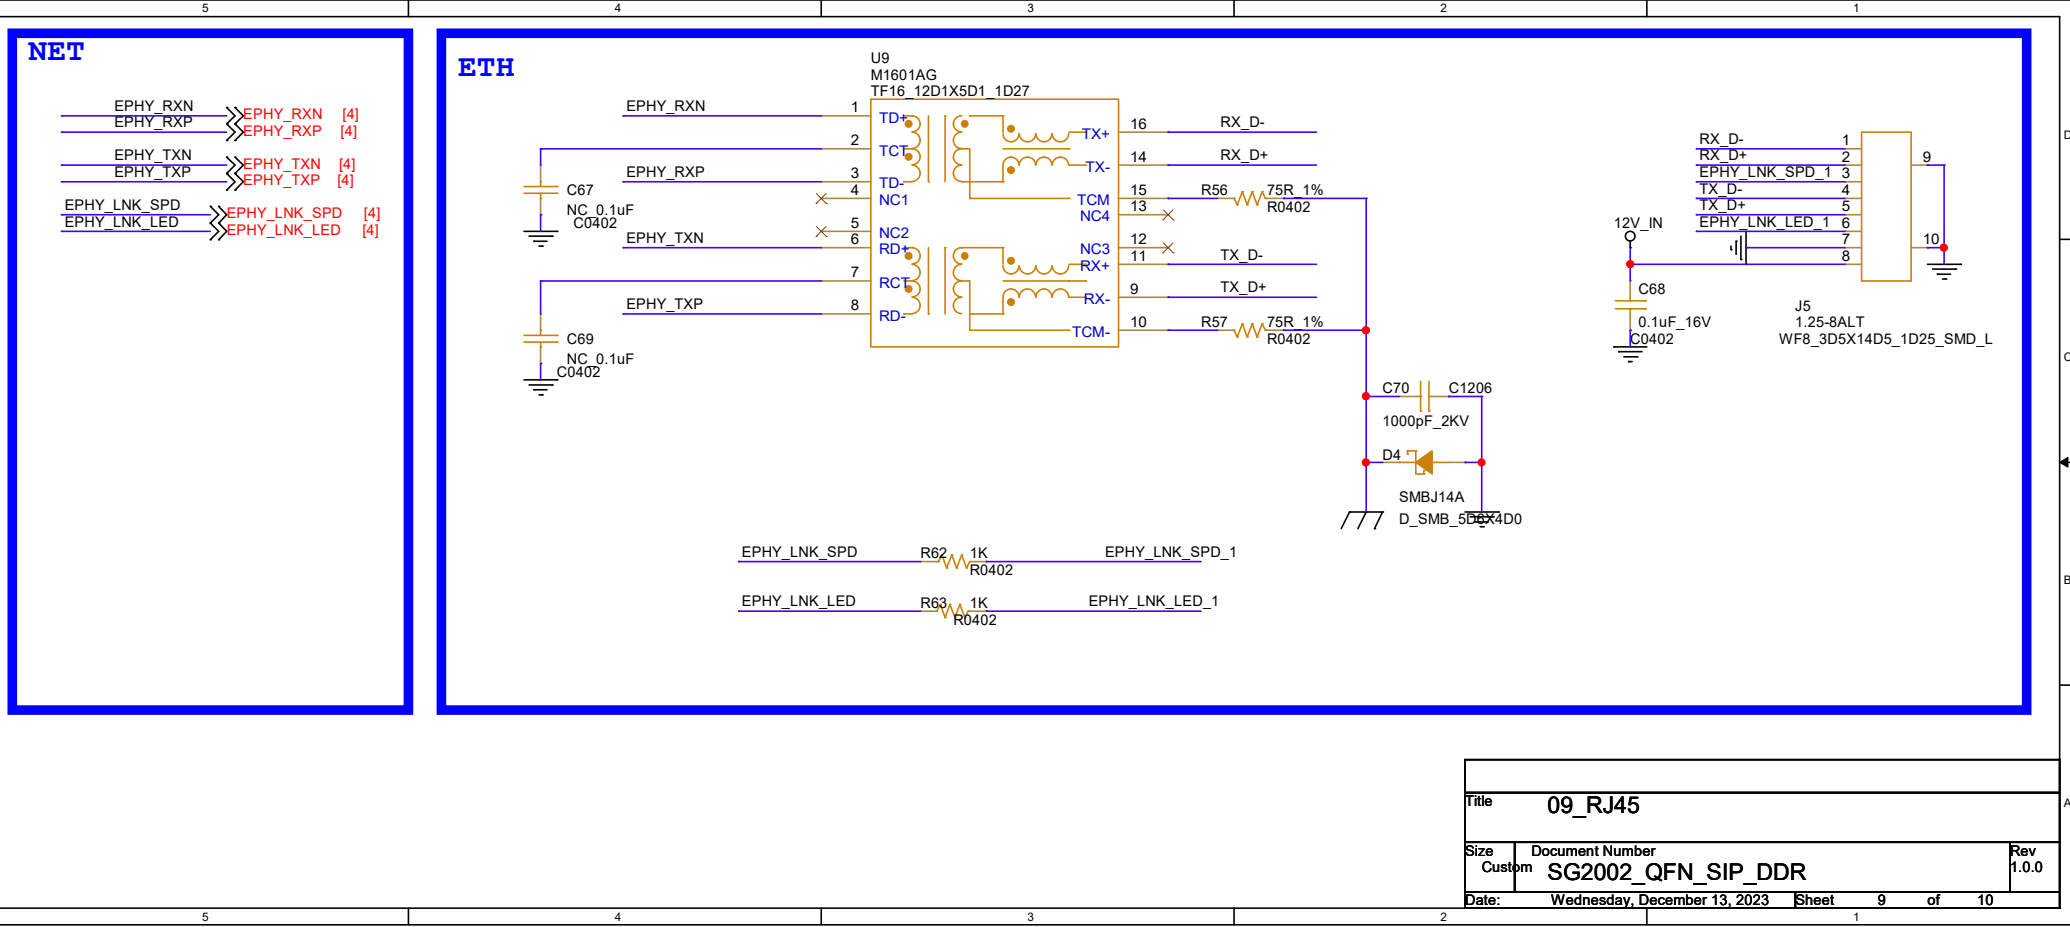 5 4 3 2 1
NET
EPHY_RXN EPHY_RXN [4]
EPHY_RXP EPHY_RXP [4]
EPHY_TXN EPHY_TXN [4]
EPHY_TXP EPHY_TXP [4]
EPHY_LNK_SPD EPHY_LNK_SPD [4]
EPHY_LNK_LED EPHY_LNK_LED [4]
ETH
U9
M1601AG
TF16_12D1X5D1_1D27
EPHY_RXN 1 TD+
2 TCT
EPHY_RXP 3 TD-
4 NC1
5 NC2
EPHY_TXN 6 RD+
7 RCT
EPHY_TXP 8 RD-
TX+ 16 RX_D-
TX- 14 RX_D+
TCM 15 R56 75R_1%
R0402
NC4 13
NC3 12
RX+ 11 TX_D-
RX- 9 TX_D+
TCM- 10 R57 75R_1%
R0402
C67
NC_0.1uF
C0402
C69
NC_0.1uF
C0402
C70 C1206
1000pF_2KV
D4
SMBJ14A
D_SMB_5D6X4D0
EPHY_LNK_SPD R62 1K EPHY_LNK_SPD_1
R0402
EPHY_LNK_LED R63 1K EPHY_LNK_LED_1
R0402
RX_D- 1
RX_D+ 2
EPHY_LNK_SPD_1 3
TX_D- 4
TX_D+ 5
EPHY_LNK_LED_1 6
7
8
9
10
12V_IN
C68
0.1uF_16V
C0402
J5
1.25-8ALT
WF8_3D5X14D5_1D25_SMD_L
D
C
B
A
Title 09_RJ45
Size Document Number Rev
Custom SG2002_QFN_SIP_DDR 1.0.0
Date: Wednesday, December 13, 2023 Sheet 9 of 10
5 4 3 2 1